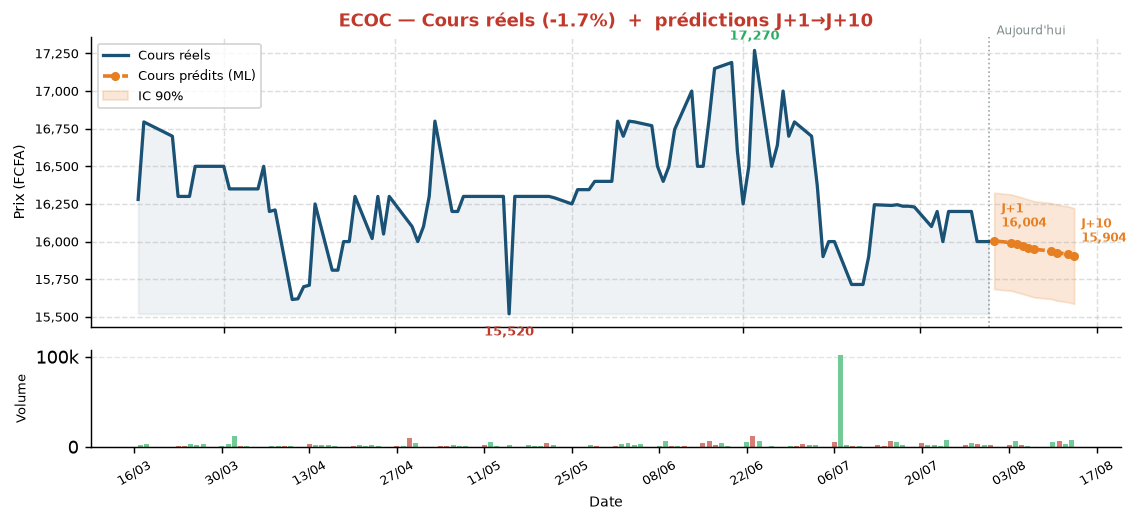 ECOC — Cours réels (-1.7%)  +  prédictions J+1→J+10
Aujourd'hui
17,270
Cours réels
Cours prédits (ML)
IC 90%
17,250
17,000
16,750
16,500
16,250
16,000
15,750
15,500
Prix (FCFA)
J+1
16,004
J+10
15,904
15,520
100k
0
Volume
16/03
30/03
13/04
27/04
11/05
25/05
08/06
22/06
06/07
20/07
03/08
17/08
Date